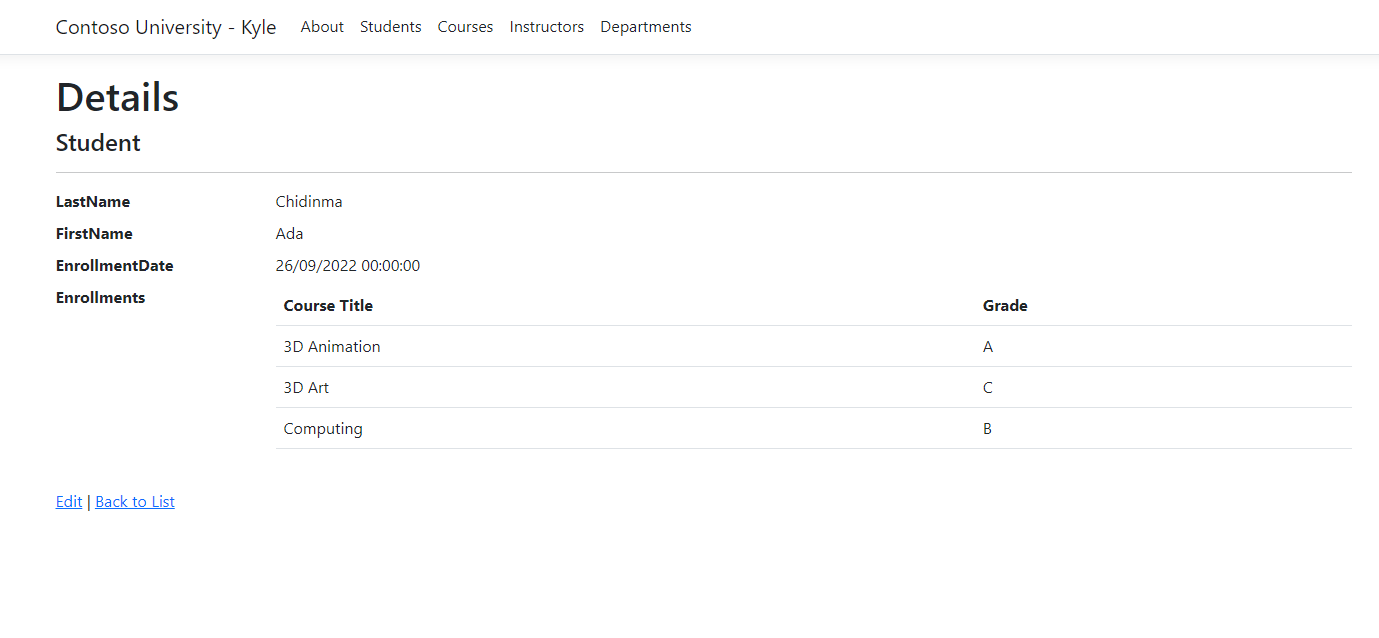 Contoso University - Kyle About Students Courses Instructors Departments
Details
Student
LastName Chidinma
FirstName Ada
EnrollmentDate 26/09/2022 00:00:00
Enrollments
Course Title Grade
3D Animation A
3D Art C
Computing B
Edit | Back to List